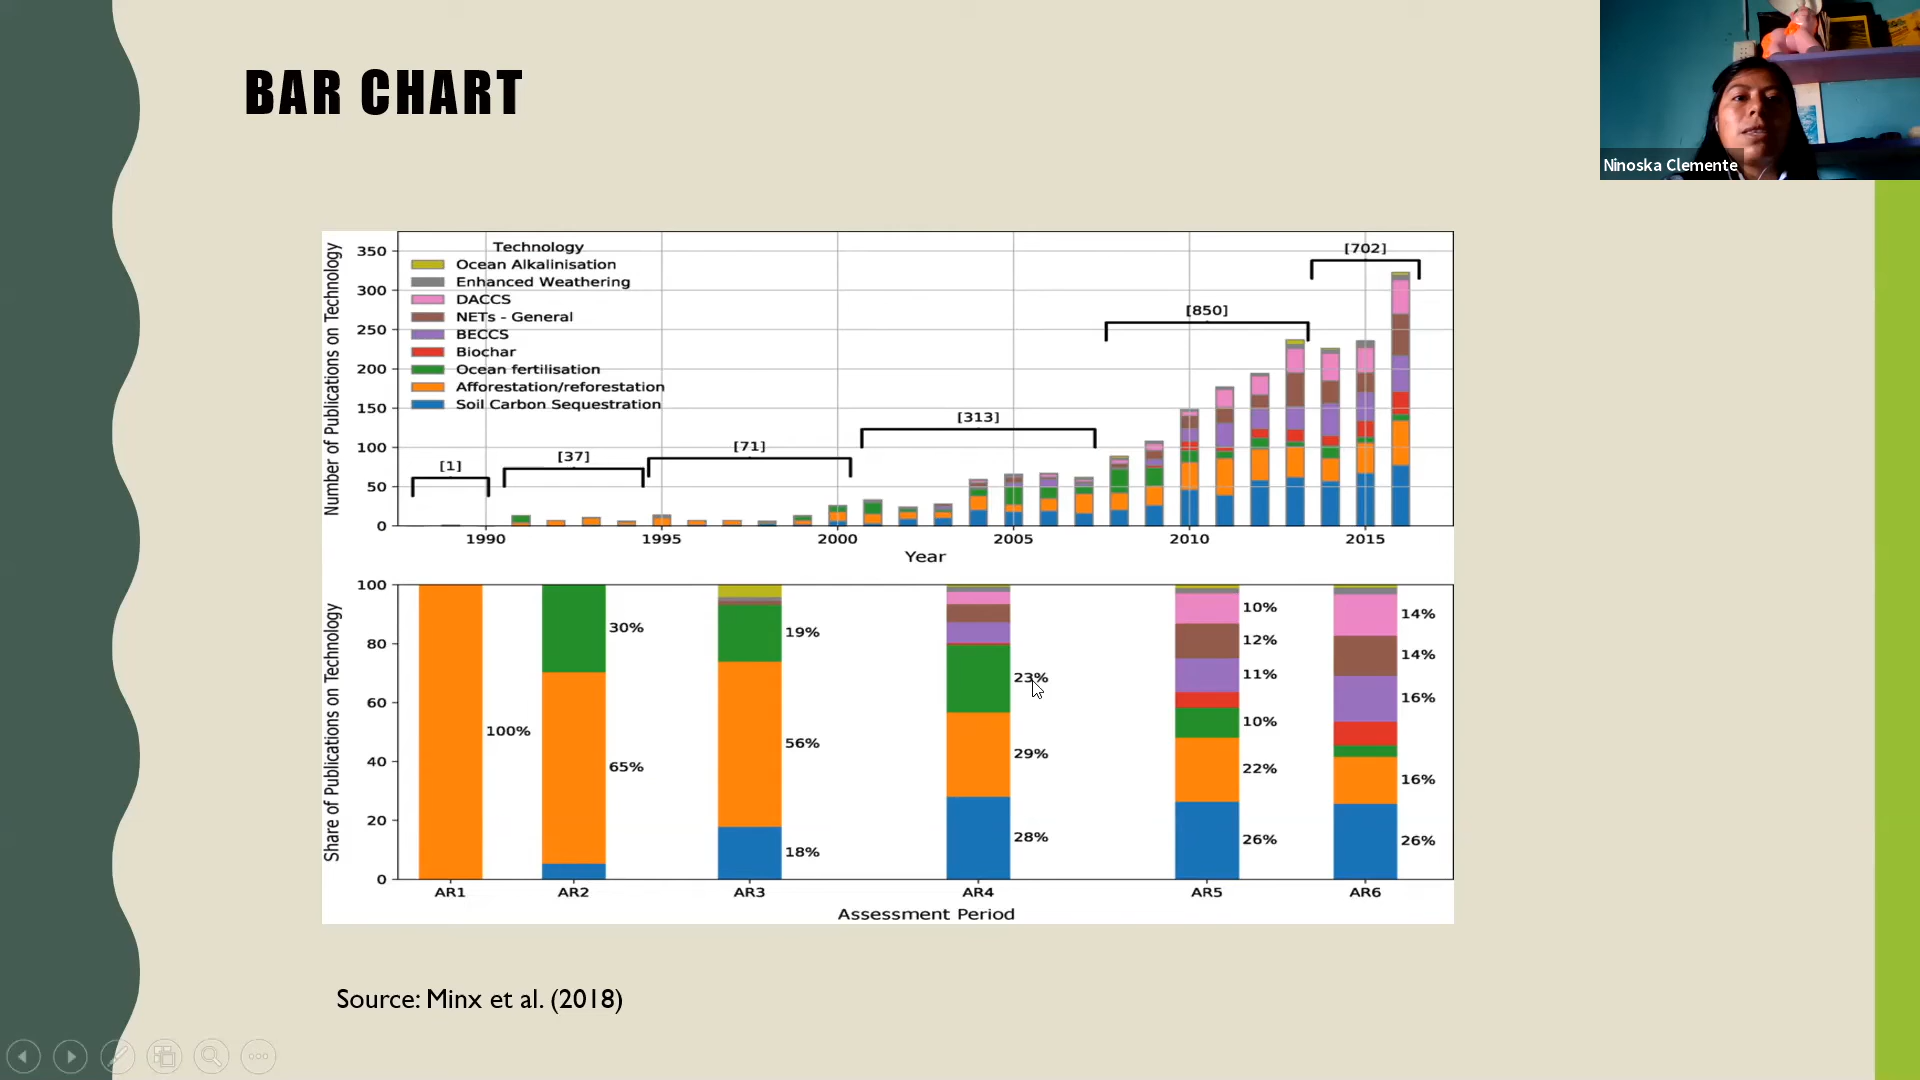 BAR CHART
Ninoska Clemente
Number of Publications on Technology
350
300
250
200
150
100
50
0
Technology
Ocean Alkalinisation
Enhanced Weathering
DACCS
NETs - General
BECCS
Biochar
Ocean fertilisation
Afforestation/reforestation
Soil Carbon Sequestration
[1]
[37]
[71]
[313]
[850]
[702]
1990 1995 2000 2005 2010 2015
Year
Share of Publications on Technology
100
80
60
40
20
0
100%
30%
65%
19%
56%
18%
23%
29%
28%
10%
12%
11%
10%
22%
26%
14%
14%
16%
16%
26%
AR1 AR2 AR3 AR4 AR5 AR6
Assessment Period
Source: Minx et al. (2018)